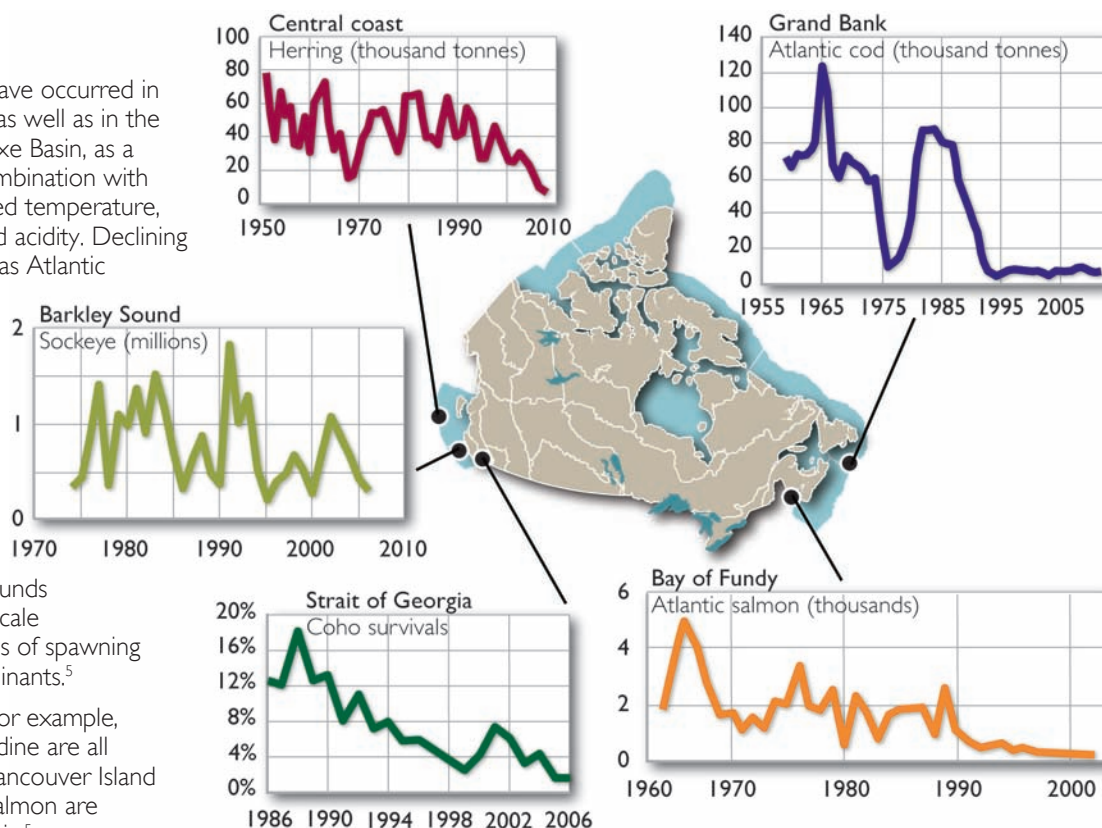 Central coast
Herring (thousand tonnes)
100
80
60
40
20
0
1950 1970 1990 2010
Grand Bank
Atlantic cod (thousand tonnes)
140
120
100
80
60
40
20
0
1955 1965 1975 1985 1995 2005
ave occurred in
as well as in the
xe Basin, as a
mbination with
ed temperature,
d acidity. Declining
as Atlantic
Barkley Sound
Sockeye (millions)
2
1
0
1970 1980 1990 2000 2010
unds
cale
s of spawning
inants.5
or example,
dine are all
ancouver Island
almon are
Strait of Georgia
Coho survivals
20%
16%
12%
8%
4%
0%
1986 1990 1994 1998 2002 2006
Bay of Fundy
Atlantic salmon (thousands)
6
4
2
0
1960 1970 1980 1990 2000